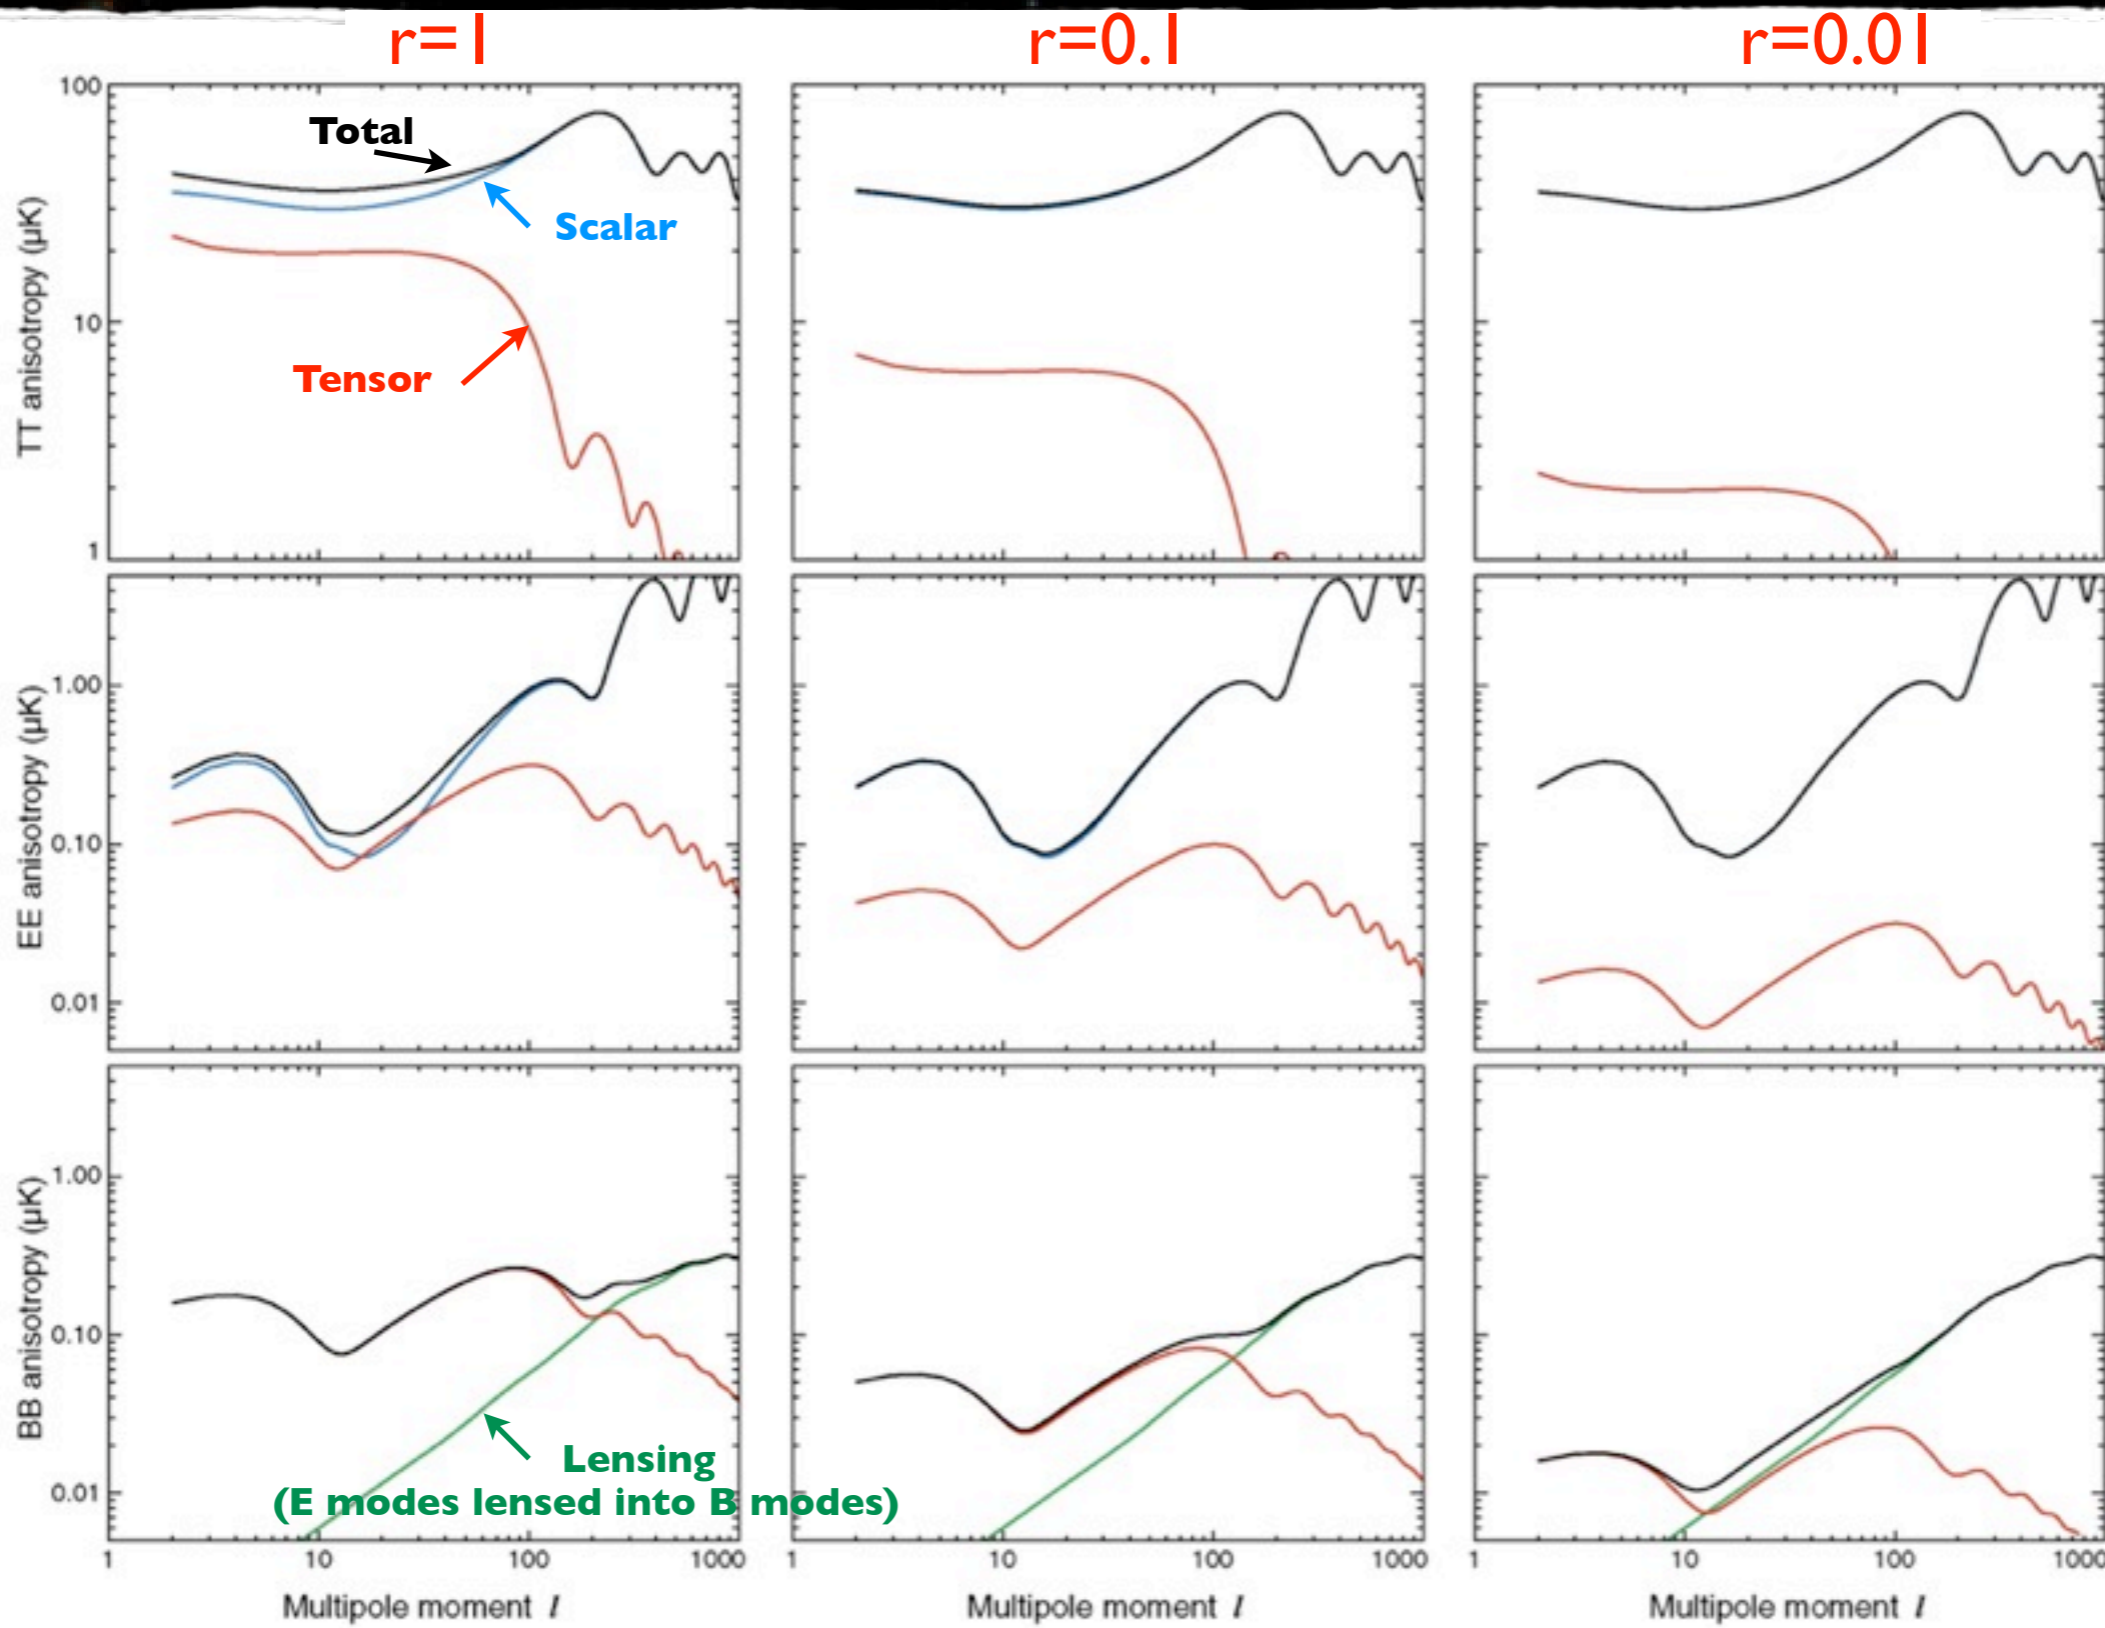 r=1 r=0.1 r=0.01
100
Total
Scalar
TT anisotropy (μK)
10
Tensor
1
EE anisotropy (μK)
1.00
0.10
0.01
BB anisotropy (μK)
1.00
0.10
Lensing
(E modes lensed into B modes)
0.01
1 10 100 1000 1 10 100 1000 1 10 100 1000
Multipole moment l Multipole moment l Multipole moment l